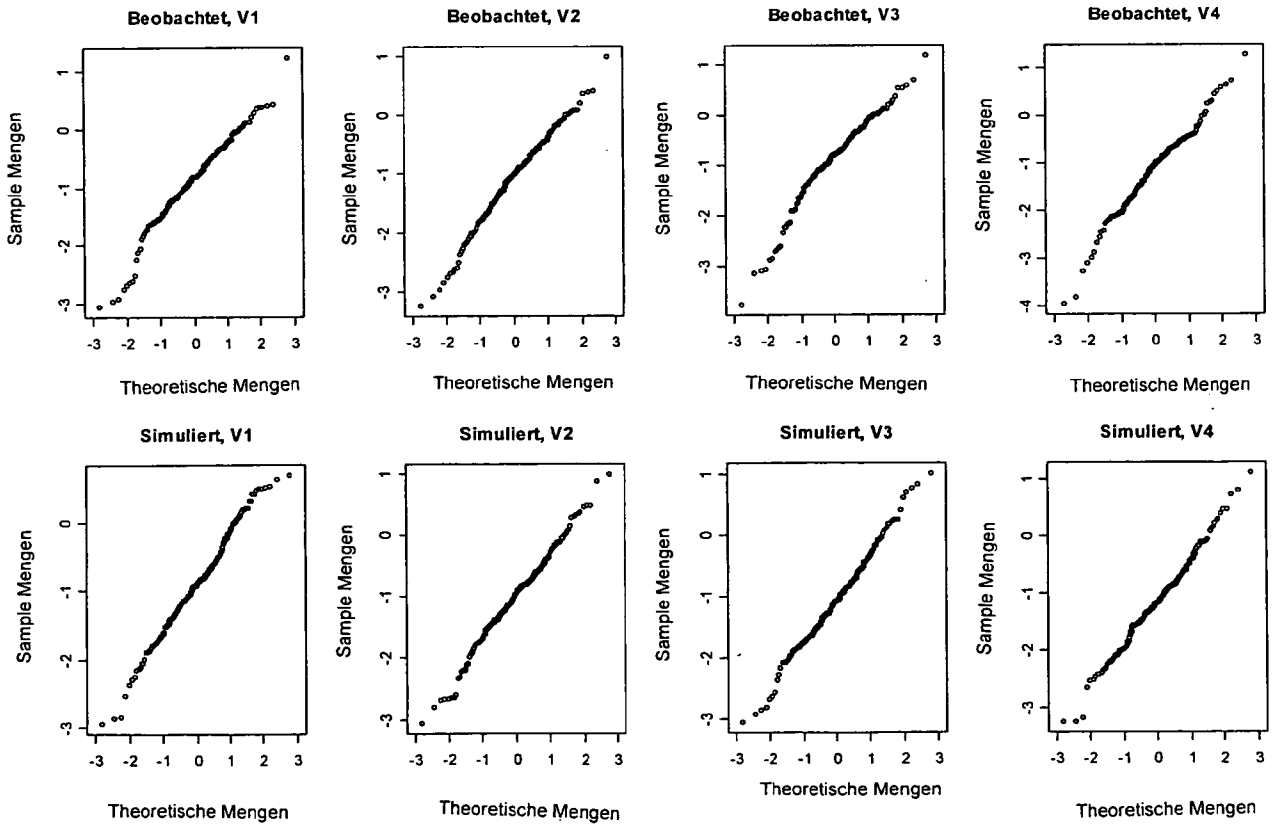 Beobachtet, V1
Beobachtet, V2
Beobachtet, V3
Beobachtet, V4
Sample Mengen
1
0
-1
-2
-3
-3 -2 -1 0 1 2 3
Theoretische Mengen
Sample Mengen
1
0
-1
-2
-3
-3 -2 -1 0 1 2 3
Theoretische Mengen
Sample Mengen
1
0
-1
-2
-3
-3 -2 -1 0 1 2 3
Theoretische Mengen
Sample Mengen
1
0
-1
-2
-3
-4
-3 -2 -1 0 1 2 3
Theoretische Mengen
Simuliert, V1
Simuliert, V2
Simuliert, V3
Simuliert, V4
Sample Mengen
0
-1
-2
-3
-3 -2 -1 0 1 2 3
Theoretische Mengen
Sample Mengen
1
0
-1
-2
-3
-3 -2 -1 0 1 2 3
Theoretische Mengen
Sample Mengen
1
0
-1
-2
-3
-3 -2 -1 0 1 2 3
Theoretische Mengen
Sample Mengen
1
0
-1
-2
-3
-3 -2 -1 0 1 2 3
Theoretische Mengen